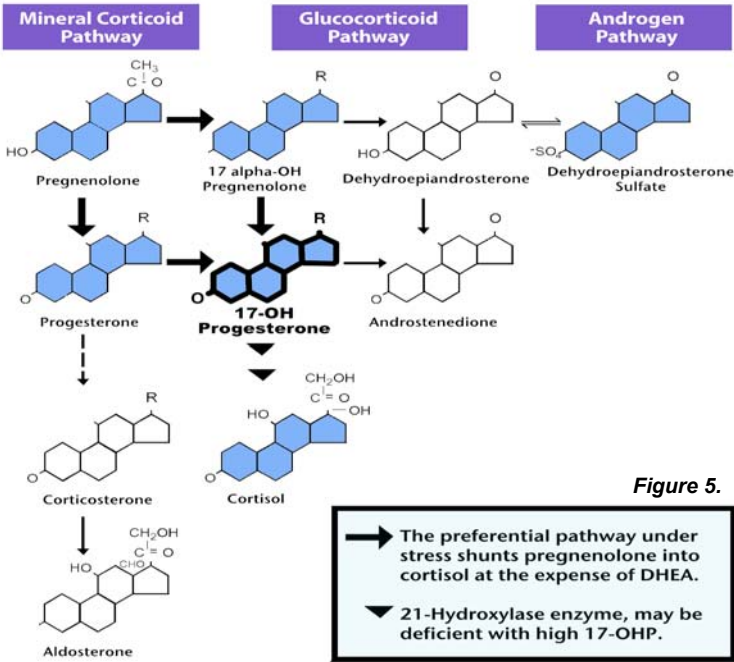 Mineral Corticoid
Pathway
Glucocorticoid
Pathway
Androgen
Pathway
CH3
C - O
HO
Pregnenolone
R
17 alpha-OH
Pregnenolone
O
HO
Dehydroepiandrosterone
O
-SO4
Dehydroepiandrosterone
Sulfate
R
O
Progesterone
R
O
17-OH
Progesterone
O
O
Androstenedione
R
O
Corticosterone
CH2OH
C = O
HO
OH
O
Cortisol
CH2OH
C = O
HO
CHO
O
Aldosterone
Figure 5.
The preferential pathway under
stress shunts pregnenolone into
cortisol at the expense of DHEA.
21-Hydroxylase enzyme, may be
deficient with high 17-OHP.